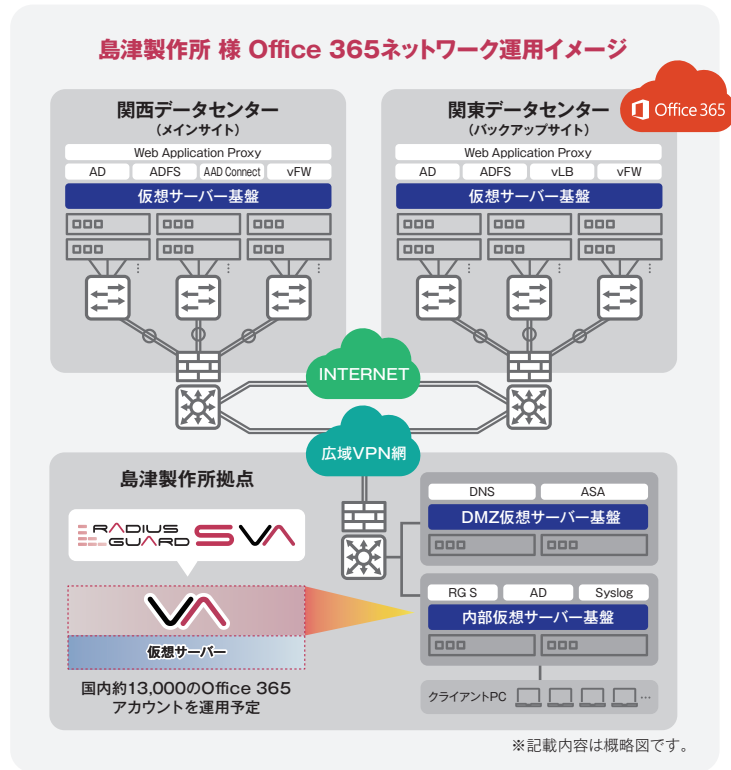 島津製作所 様 Office 365ネットワーク運用イメージ
Office 365
関西データセンター
（メインサイト）
Web Application Proxy
AD ADFS AAD Connect vFW
仮想サーバー基盤
関東データセンター
（バックアップサイト）
Web Application Proxy
AD ADFS vLB vFW
仮想サーバー基盤
INTERNET
広域VPN網
島津製作所拠点
RADIUS
GUARD S VA
VA
仮想サーバー
国内約13,000のOffice 365
アカウントを運用予定
DNS ASA
DMZ仮想サーバー基盤
RG S AD Syslog
内部仮想サーバー基盤
クライアントPC …
※記載内容は概略図です。